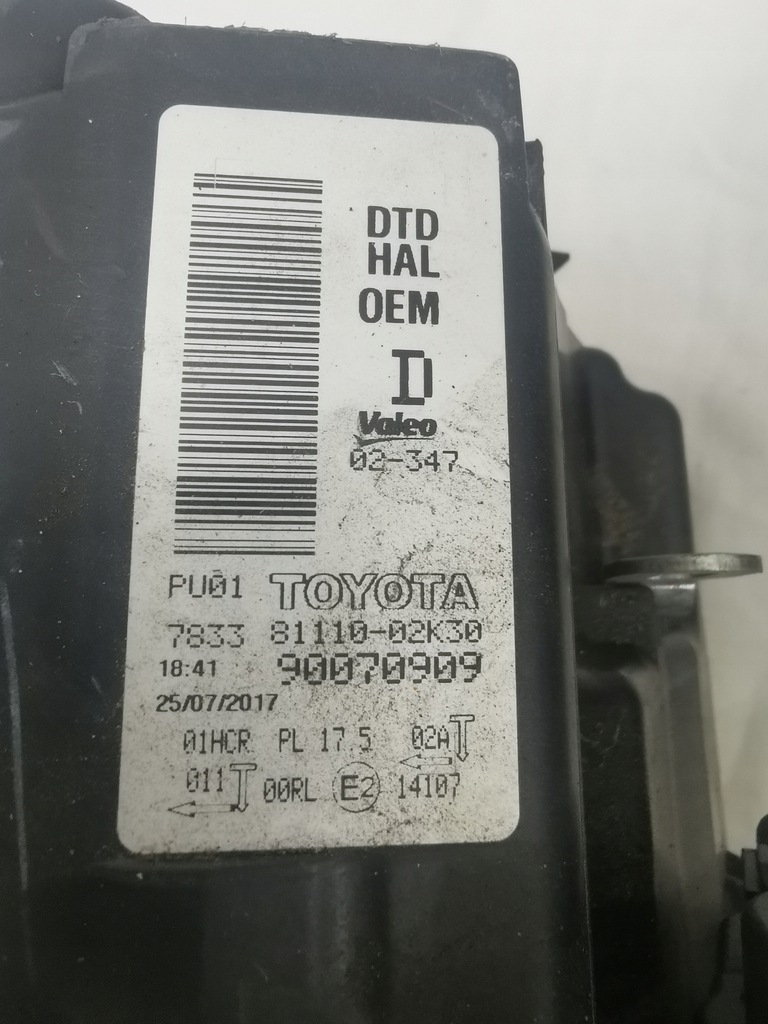 DTD
HAL
OEM
D
Valeo
02-347
PU01 TOYOTA
7833 81110-02K30
18:41 90070909
25/07/2017
01HCR PL 17.5 02A
011 00RL E2 14107